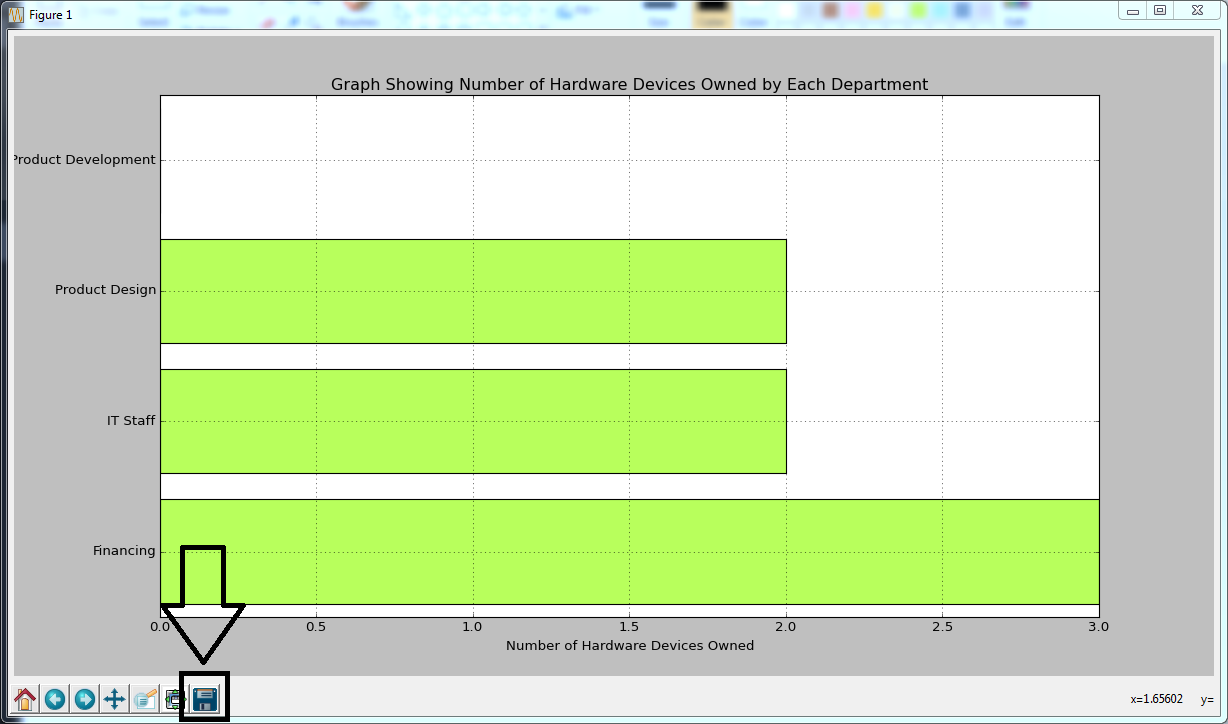 Figure 1
Graph Showing Number of Hardware Devices Owned by Each Department
Product Development
Product Design
IT Staff
Financing
0.0 0.5 1.0 1.5 2.0 2.5 3.0
Number of Hardware Devices Owned
x=1.65602 y=